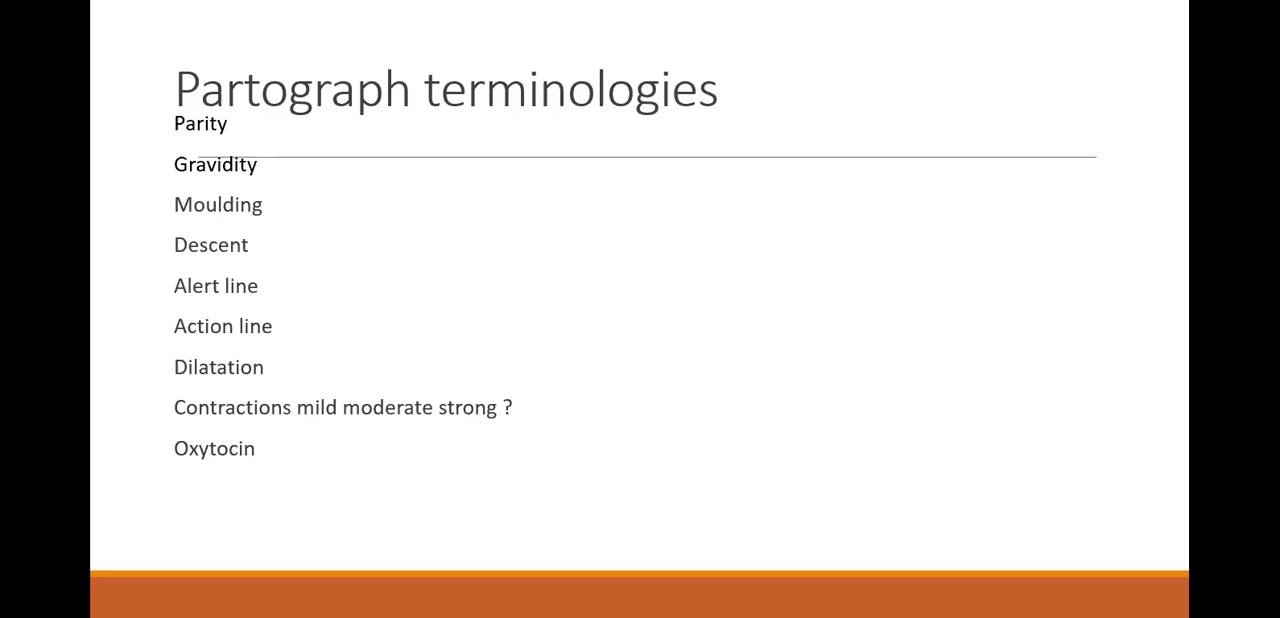 Partograph terminologies
Parity
Gravidity
Moulding
Descent
Alert line
Action line
Dilatation
Contractions mild moderate strong ?
Oxytocin